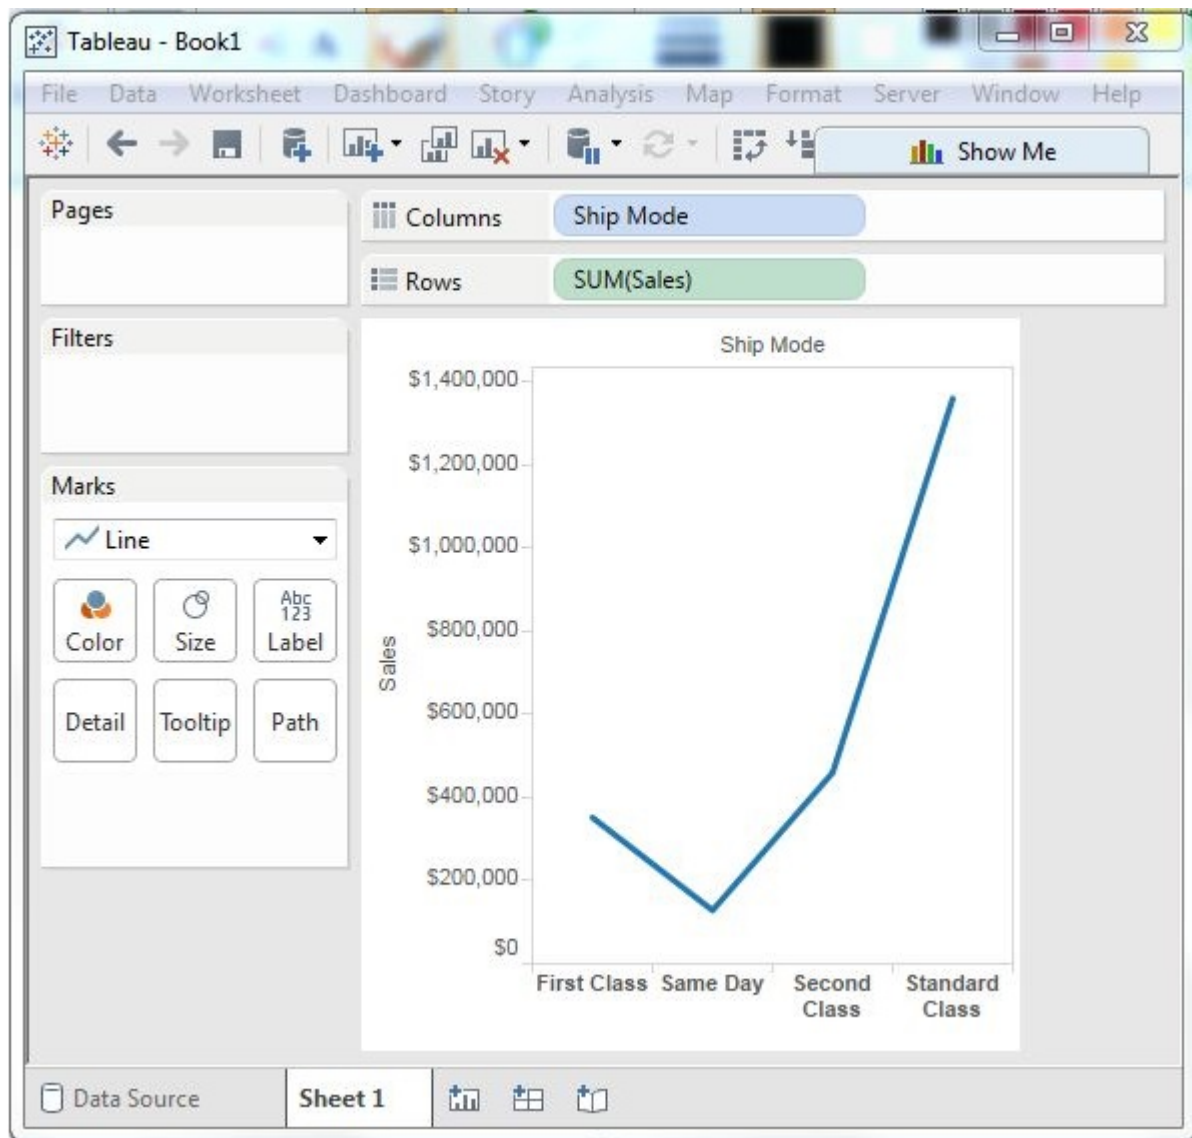 Tableau - Book1
File Data Worksheet Dashboard Story Analysis Map Format Server Window Help
Show Me
Pages
Columns Ship Mode
Rows SUM(Sales)
Filters
Marks
Line
Color Size Abc 123 Label
Detail Tooltip Path
Ship Mode
$1,400,000
$1,200,000
$1,000,000
$800,000
Sales
$600,000
$400,000
$200,000
$0
First Class Same Day Second Class Standard Class
Data Source Sheet 1